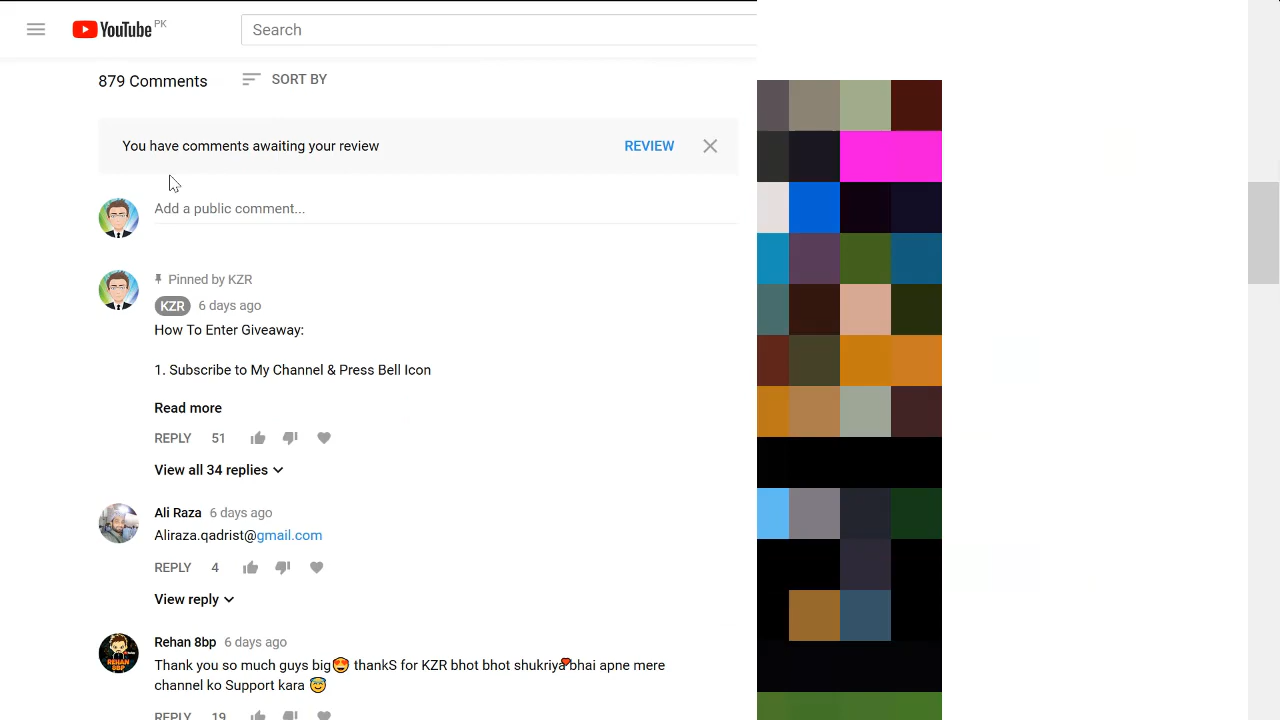 YouTube PK
Search
879 Comments
SORT BY
You have comments awaiting your review
REVIEW
Add a public comment...
Pinned by KZR
KZR 6 days ago
How To Enter Giveaway:
1. Subscribe to My Channel & Press Bell Icon
Read more
REPLY 51
View all 34 replies
Ali Raza 6 days ago
Aliraza.qadrist@gmail.com
REPLY 4
View reply
REHAN 8BP
Rehan 8bp 6 days ago
Thank you so much guys big😍 thankS for KZR bhot bhot shukriya❤bhai apne mere
channel ko Support kara 😇
REPLY 19